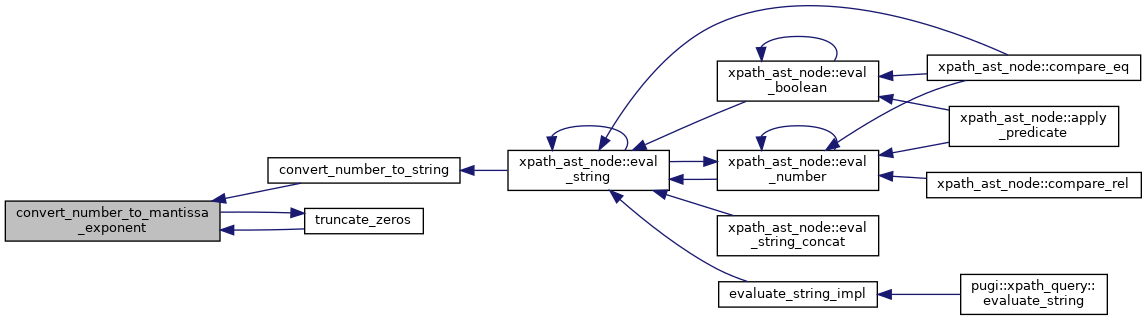 convert_number_to_mantissa
_exponent
convert_number_to_string
truncate_zeros
xpath_ast_node::eval
_string
xpath_ast_node::eval
_boolean
xpath_ast_node::eval
_number
xpath_ast_node::eval
_string_concat
evaluate_string_impl
xpath_ast_node::compare_eq
xpath_ast_node::apply
_predicate
xpath_ast_node::compare_rel
pugi::xpath_query::
evaluate_string